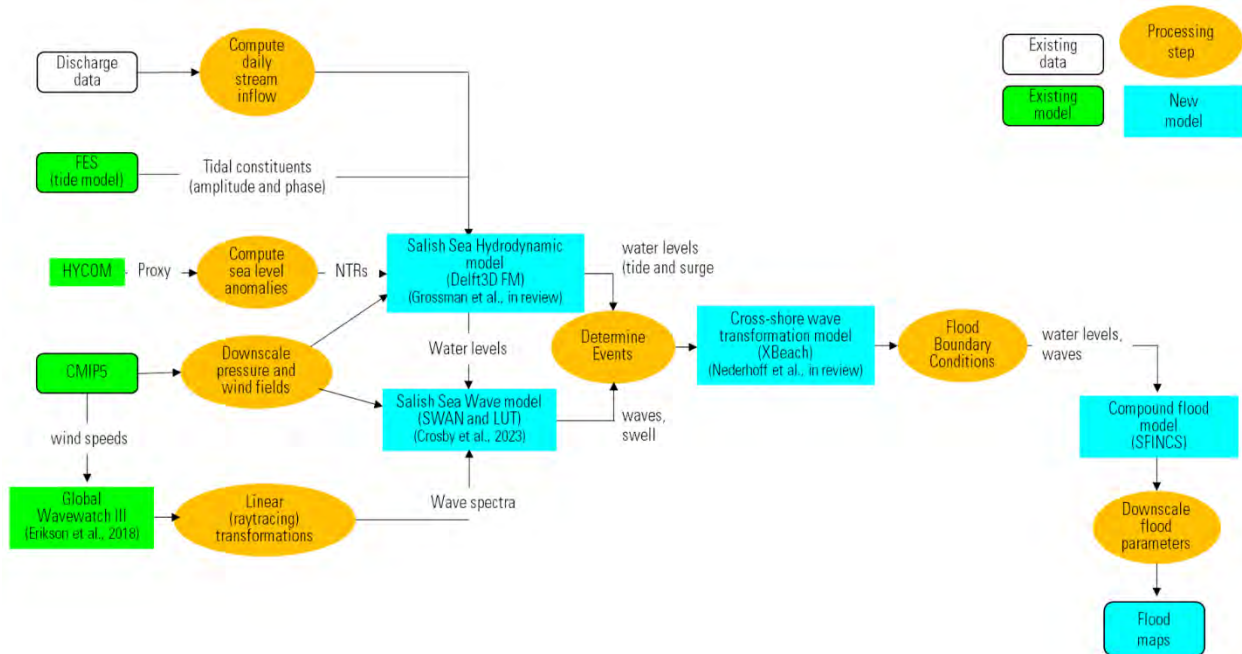 Discharge
data
Compute
daily
stream
inflow
Existing
data
Processing
step
Existing
model
New
model
FES
(tide model)
Tidal constituents
(amplitude and phase)
HYCOM
Proxy
Compute
sea level
anomalies
NTRs
Salish Sea Hydrodynamic
model
(Delft3D FM)
(Grossman et al., in review)
water levels
(tide and surge
Water levels
Determine
Events
Cross-shore wave
transformation model
(XBeach)
(Nederhoff et al., in review)
Flood
Boundary
Conditions
water levels,
waves
CMIP5
Downscale
pressure and
wind fields
Salish Sea Wave model
(SWAN and LUT)
(Crosby et al., 2023)
waves,
swell
Compound flood
model
(SFINCS)
wind speeds
Global
Wavewatch III
(Erikson et al., 2018)
Linear
(raytracing)
transformations
Wave spectra
Downscale
flood
parameters
Flood
maps